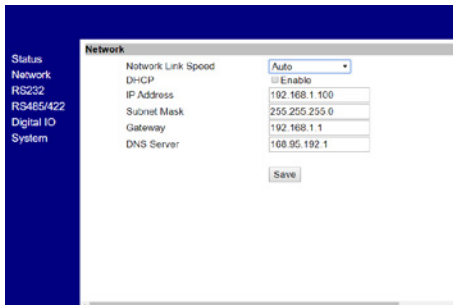 Status
Network
RS232
RS485/422
Digital IO
System
Network
Network Link Speed Auto
DHCP Enable
IP Address 192.168.1.100
Subnet Mask 255.255.255.0
Gateway 192.168.1.1
DNS Server 168.95.192.1
Save